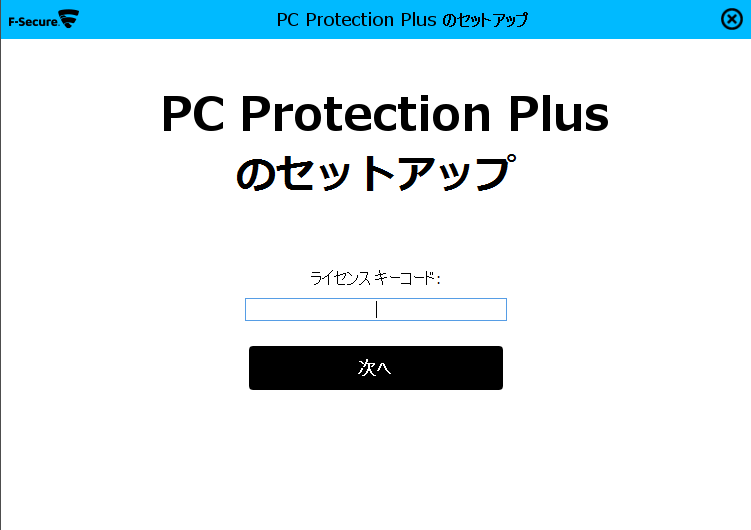 F-Secure.
PC Protection Plus のセットアップ
PC Protection Plus
のセットアップ
ライセンス キーコード:
次へ